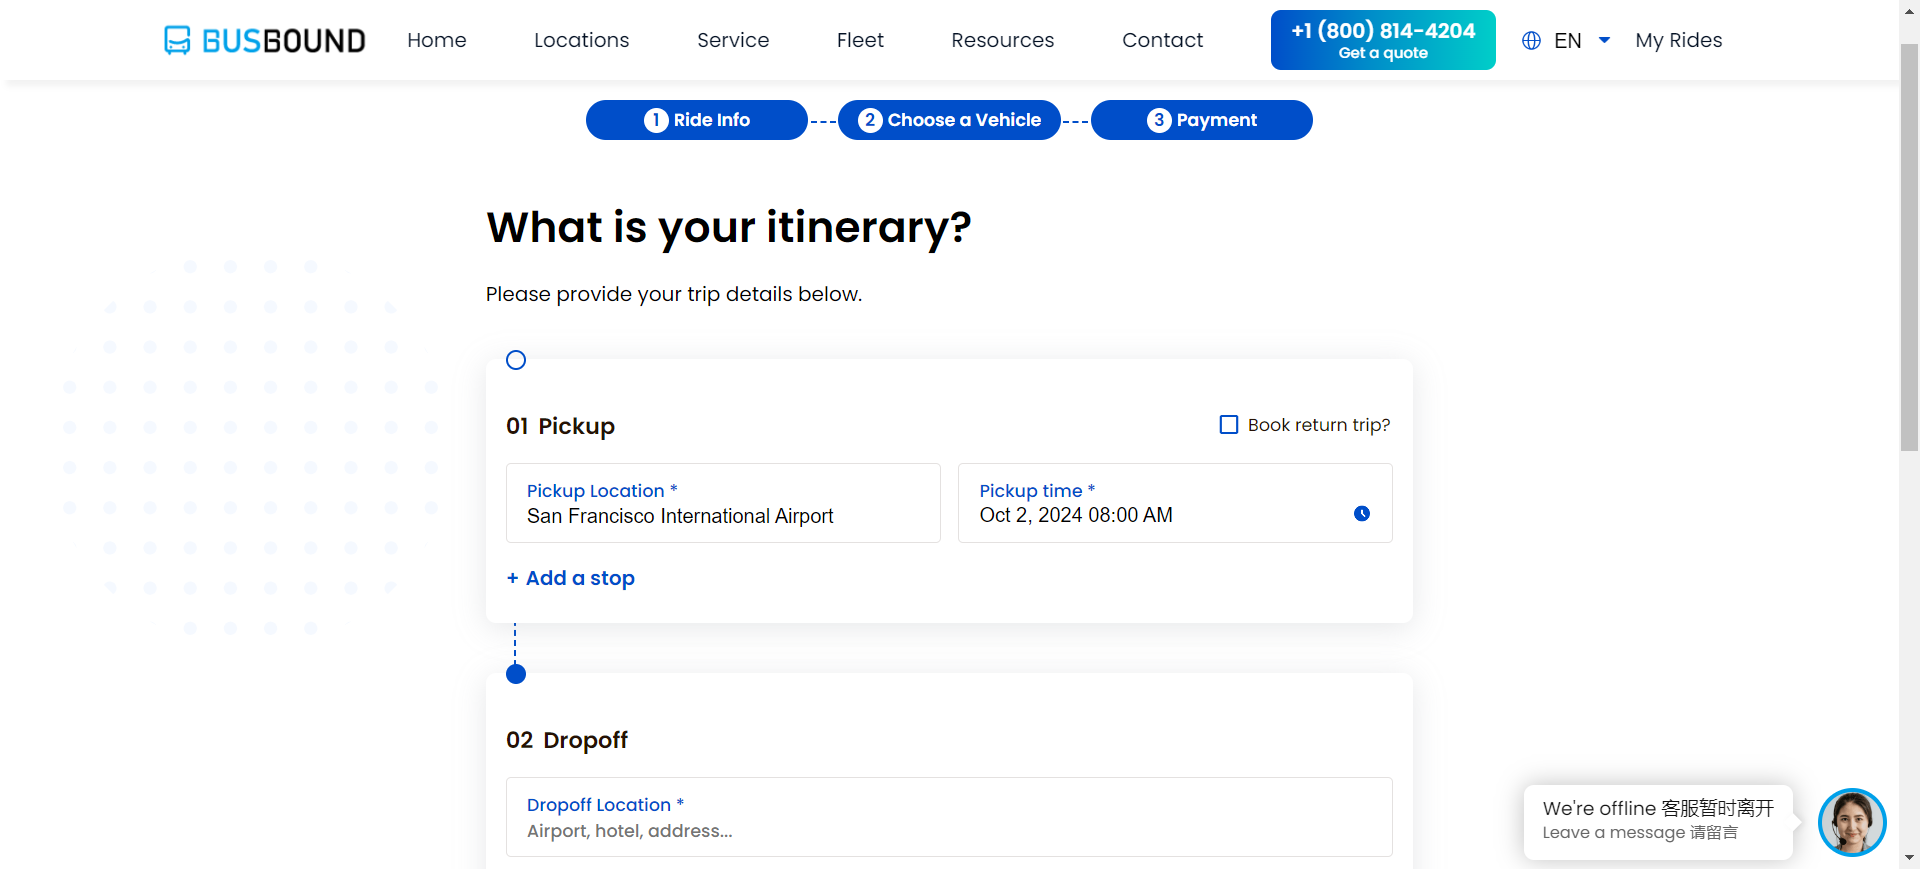 BUSBOUND
Home
Locations
Service
Fleet
Resources
Contact
+1 (800) 814-4204
Get a quote
EN
My Rides
1 Ride Info
2 Choose a Vehicle
3 Payment
What is your itinerary?
Please provide your trip details below.
01 Pickup
Book return trip?
Pickup Location *
San Francisco International Airport
Pickup time *
Oct 2, 2024 08:00 AM
+ Add a stop
02 Dropoff
Dropoff Location *
Airport, hotel, address...
We're offline 客服暂时离开
Leave a message 请留言